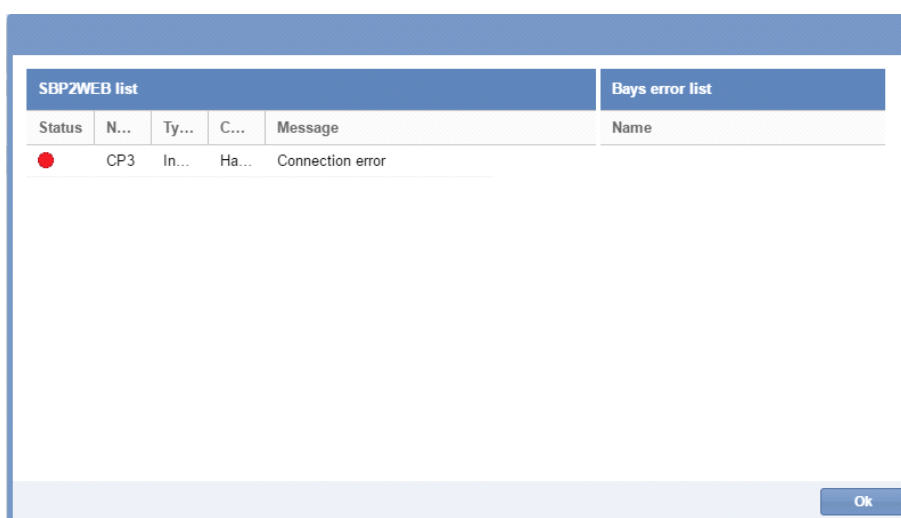 SBP2WEB list Bays error list
Status N... Ty... C... Message Name
CP3 In... Ha... Connection error
Ok